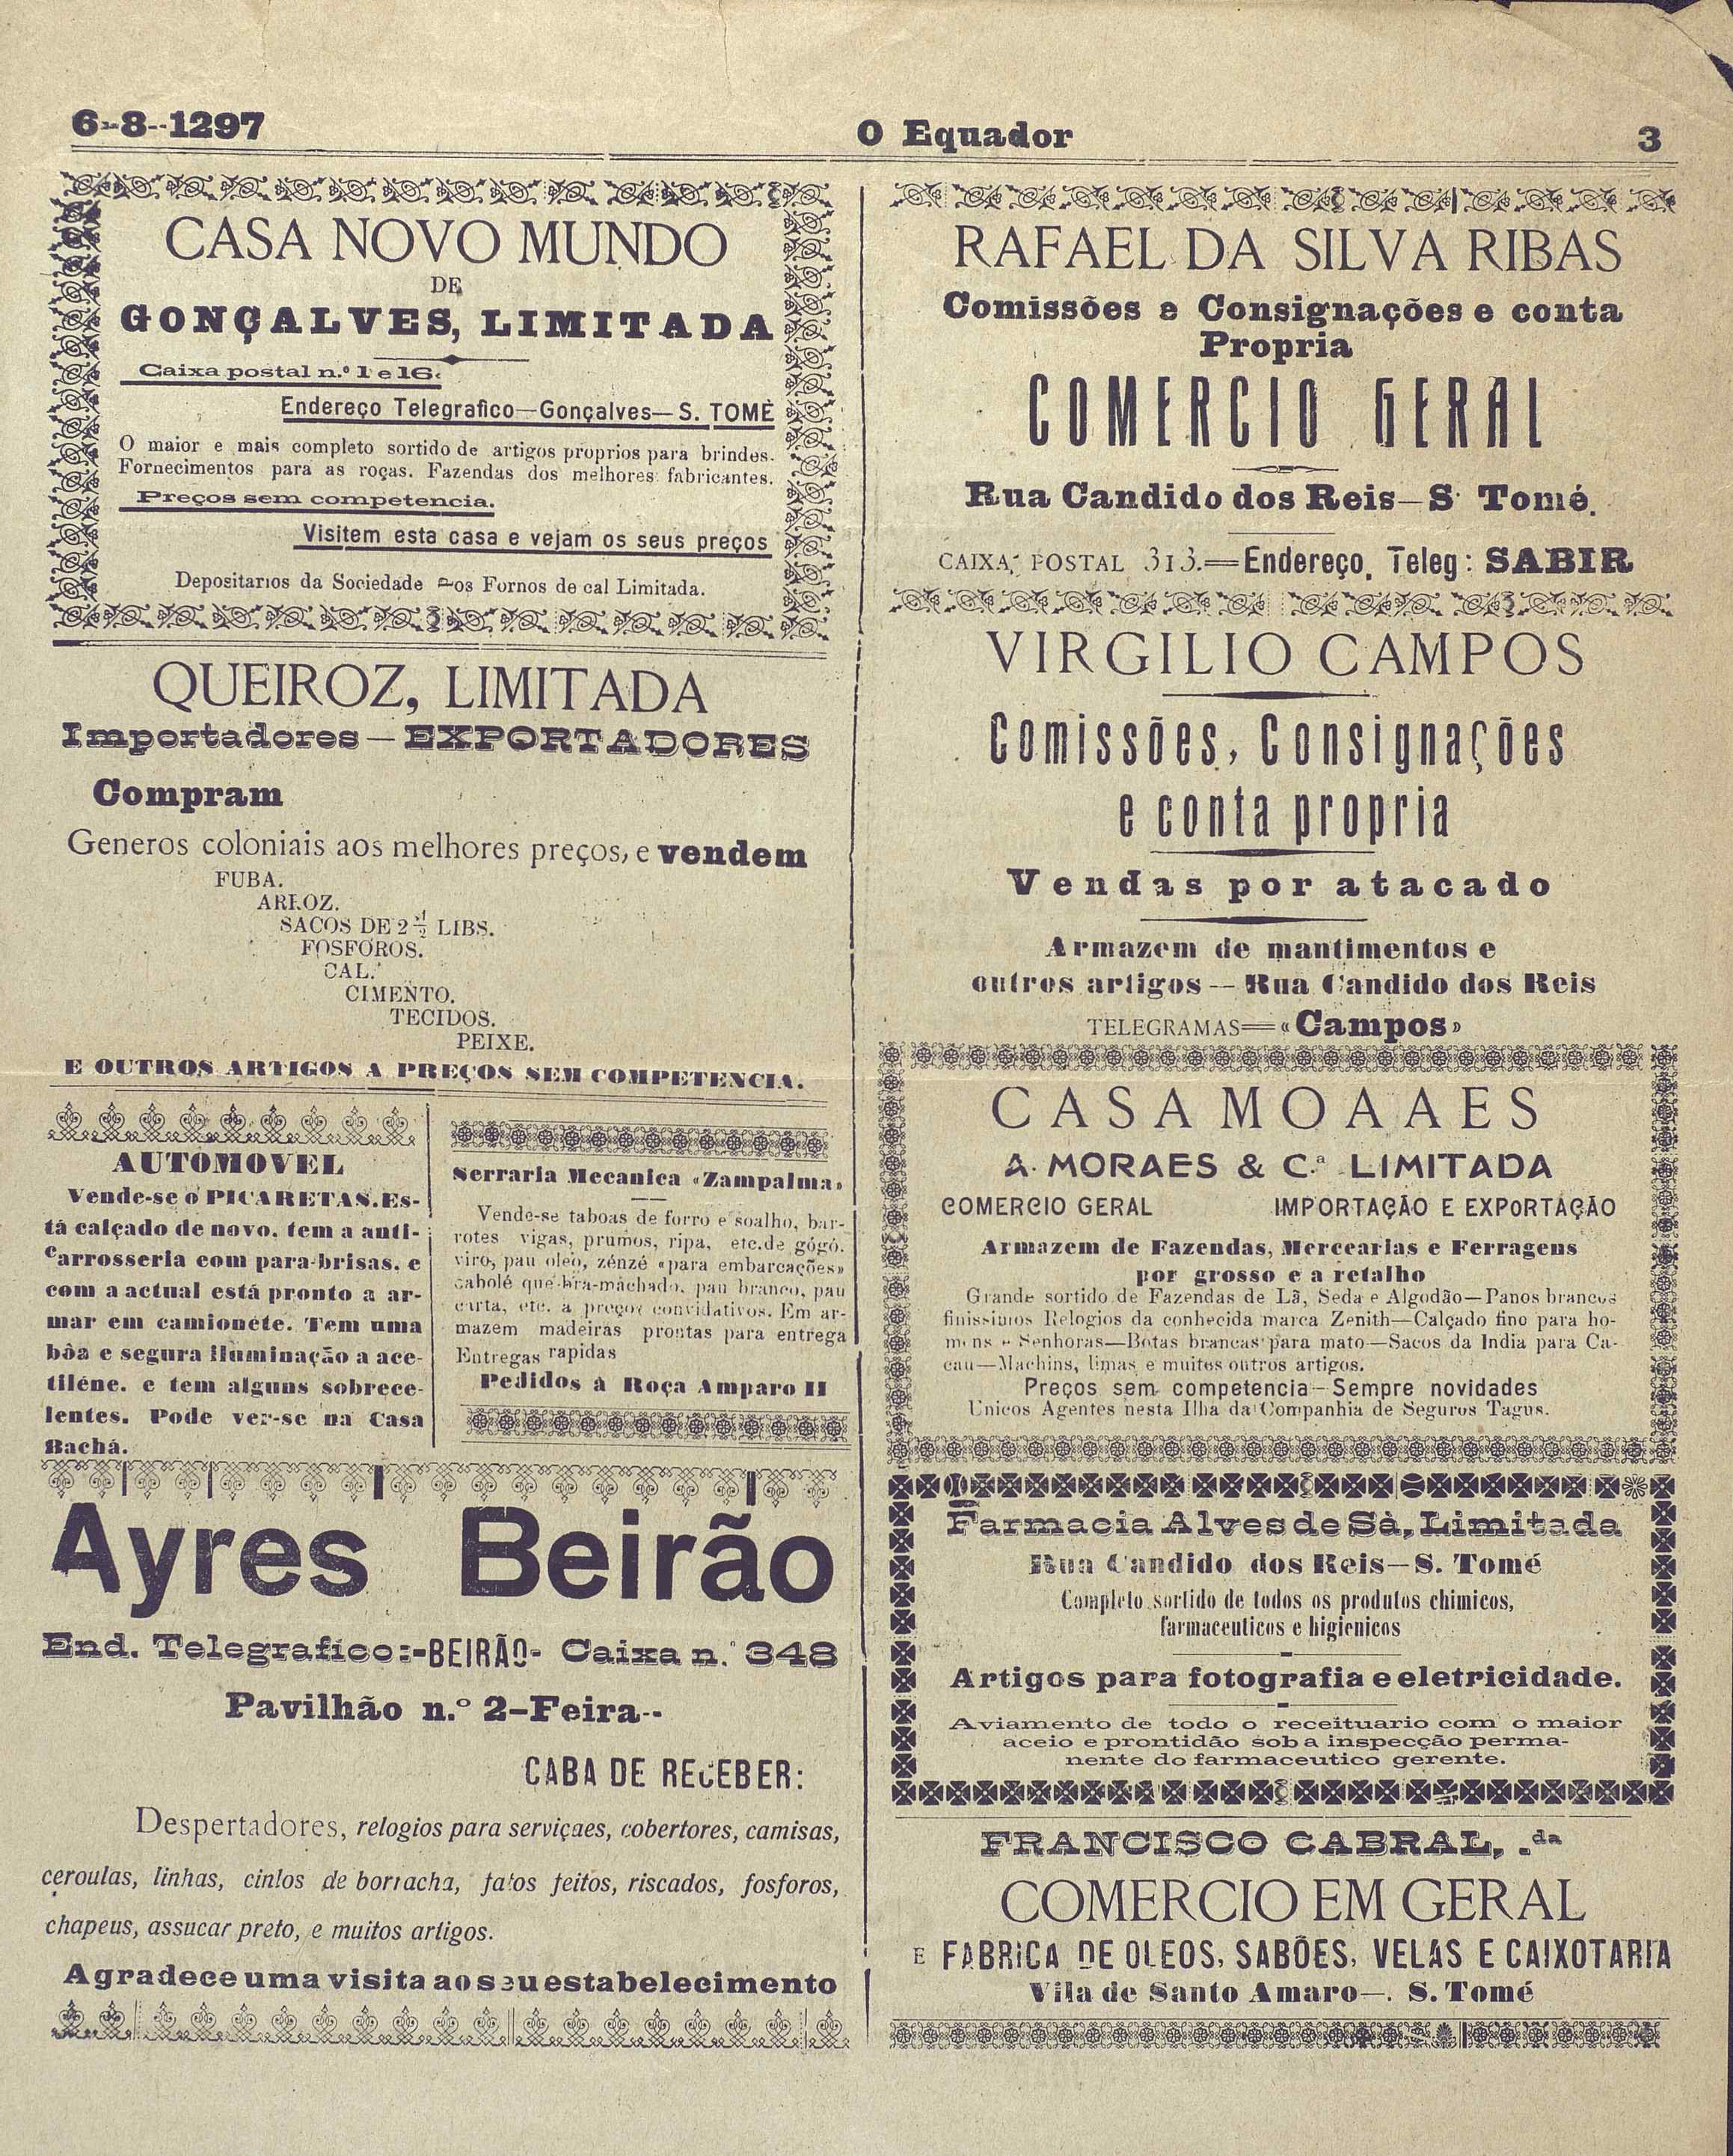 6-8--1297
O Equador
3
CASA NOVO MUNDO
DE
GONÇALVES, LIMITADA
Caixa postal n.º 1 e 16.
Endereço Telegrafico—Gonçalves—S. TOMÉ
O maior e mais completo sortido de artigos proprios para brindes.
Fornecimentos para as roças. Fazendas dos melhores fabricantes.
Preços sem competencia.
Visitem esta casa e vejam os seus preços
Depositarios da Sociedade dos Fornos de cal Limitada.
QUEIROZ, LIMITADA
Importadores — EXPORTADORES
Compram
Generos coloniais aos melhores preços, e vendem
FUBA.
ARROZ.
SACOS DE 2 ½ LIBS.
FOSFOROS.
CAL.
CIMENTO.
TECIDOS.
PEIXE.
E OUTROS ARTIGOS A PREÇOS SEM COMPETENCIA.
AUTOMOVEL
Vende-se o PICARETAS. Es-
tá calçado de novo. tem a anti-
carrosseria com para-brisas. e
com a actual está pronto a ar-
mar em camionéte. Tem uma
bôa e segura iluminação a ace-
tiléne. e tem alguns sobrece-
lentes. Pode ver-se na Casa
Bachá.
Serraria Mecanica «Zampalma»
Vende-se taboas de forro e soalho, bar-
rotes vigas, prumos, ripa, etc.de gógó.
viro, pau oleo, zénzé «para embarcações»
cabolé quebra-machado. pau branco, pau
carta, etc. a preços convidativos. Em ar-
mazem madeiras prontas para entrega
Entregas rapidas
Pedidos á Roça Amparo II
Ayres Beirão
End. Telegrafico:-BEIRÃO- Caixa n.º 348
Pavilhão n.º 2-Feira--
CABA DE RECEBER:
Despertadores, relogios para serviçaes, cobertores, camisas,
ceroulas, linhas, cintos de borracha, fatos feitos, riscados, fosforos,
chapeus, assucar preto, e muitos artigos.
Agradece uma visita ao seu estabelecimento
RAFAEL DA SILVA RIBAS
Comissões e Consignações e conta
Propria
COMERCIO GERAL
Rua Candido dos Reis—S. Tomé.
CAIXA POSTAL 313.=Endereço. Teleg: SABIR
VIRGILIO CAMPOS
Comissões, Consignações
e conta propria
Vendas por atacado
Armazem de mantimentos e
outros artigos — Rua Candido dos Reis
TELEGRAMAS=«Campos»
CASA MOAAES
A. MORAES & C.ª LIMITADA
COMERCIO GERAL IMPORTAÇÃO E EXPORTAÇÃO
Armazem de Fazendas, Mercearias e Ferragens
por grosso e a retalho
Grande sortido de Fazendas de Lã, Seda e Algodão—Panos brancos
finissimos Relogios da conhecida marca Zenith—Calçado fino para ho-
mens e Senhoras—Botas brancas para mato—Sacos da India para Ca-
cau—Machins, limas e muitos outros artigos.
Preços sem competencia—Sempre novidades
Unicos Agentes nesta Ilha da Companhia de Seguros Tagus.
Farmacia Alves de Sà, Limitada
Rua Candido dos Reis—S. Tomé
Completo sortido de todos os produtos chimicos,
farmaceuticos e higienicos
Artigos para fotografia e eletricidade.
Aviamento de todo o receituario com o maior
aceio e prontidão sob a inspecção perma-
nente do farmaceutico gerente.
FRANCISCO CABRAL, .da
COMERCIO EM GERAL
E FABRICA DE OLEOS, SABÕES, VELAS E CAIXOTARIA
Vila de Santo Amaro—. S. Tomé